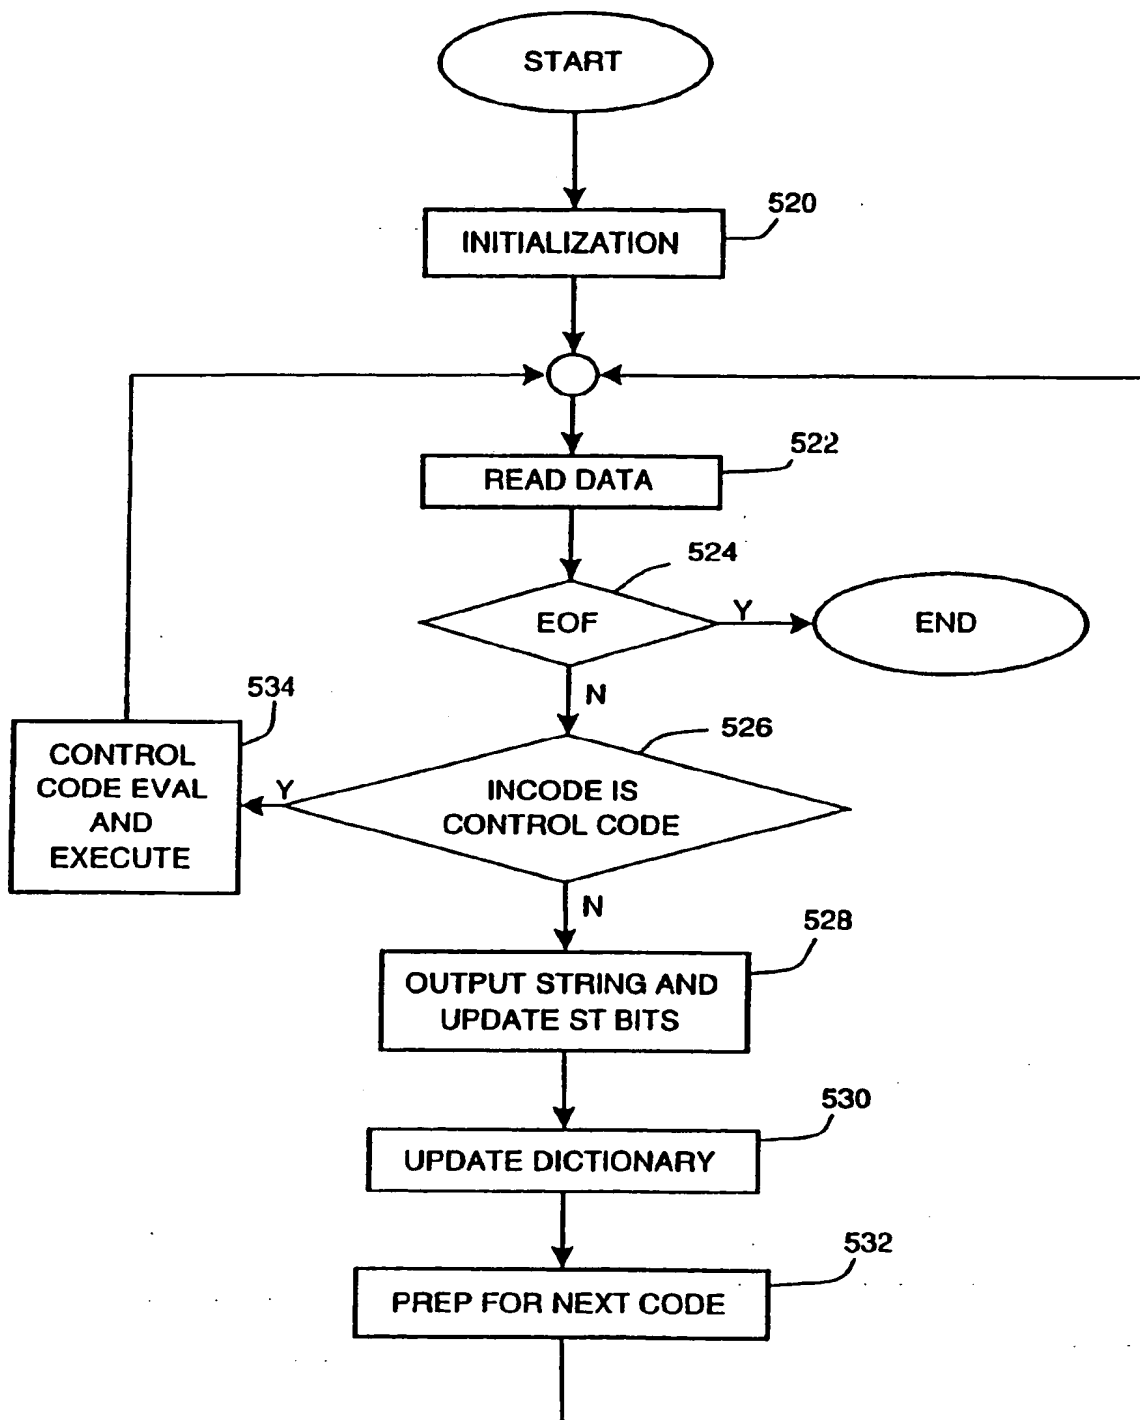 START
520
INITIALIZATION
522
READ DATA
524
EOF
Y
END
N
534
526
CONTROL
CODE EVAL
AND
EXECUTE
Y
INCODE IS
CONTROL CODE
N
528
OUTPUT STRING AND
UPDATE ST BITS
530
UPDATE DICTIONARY
532
PREP FOR NEXT CODE